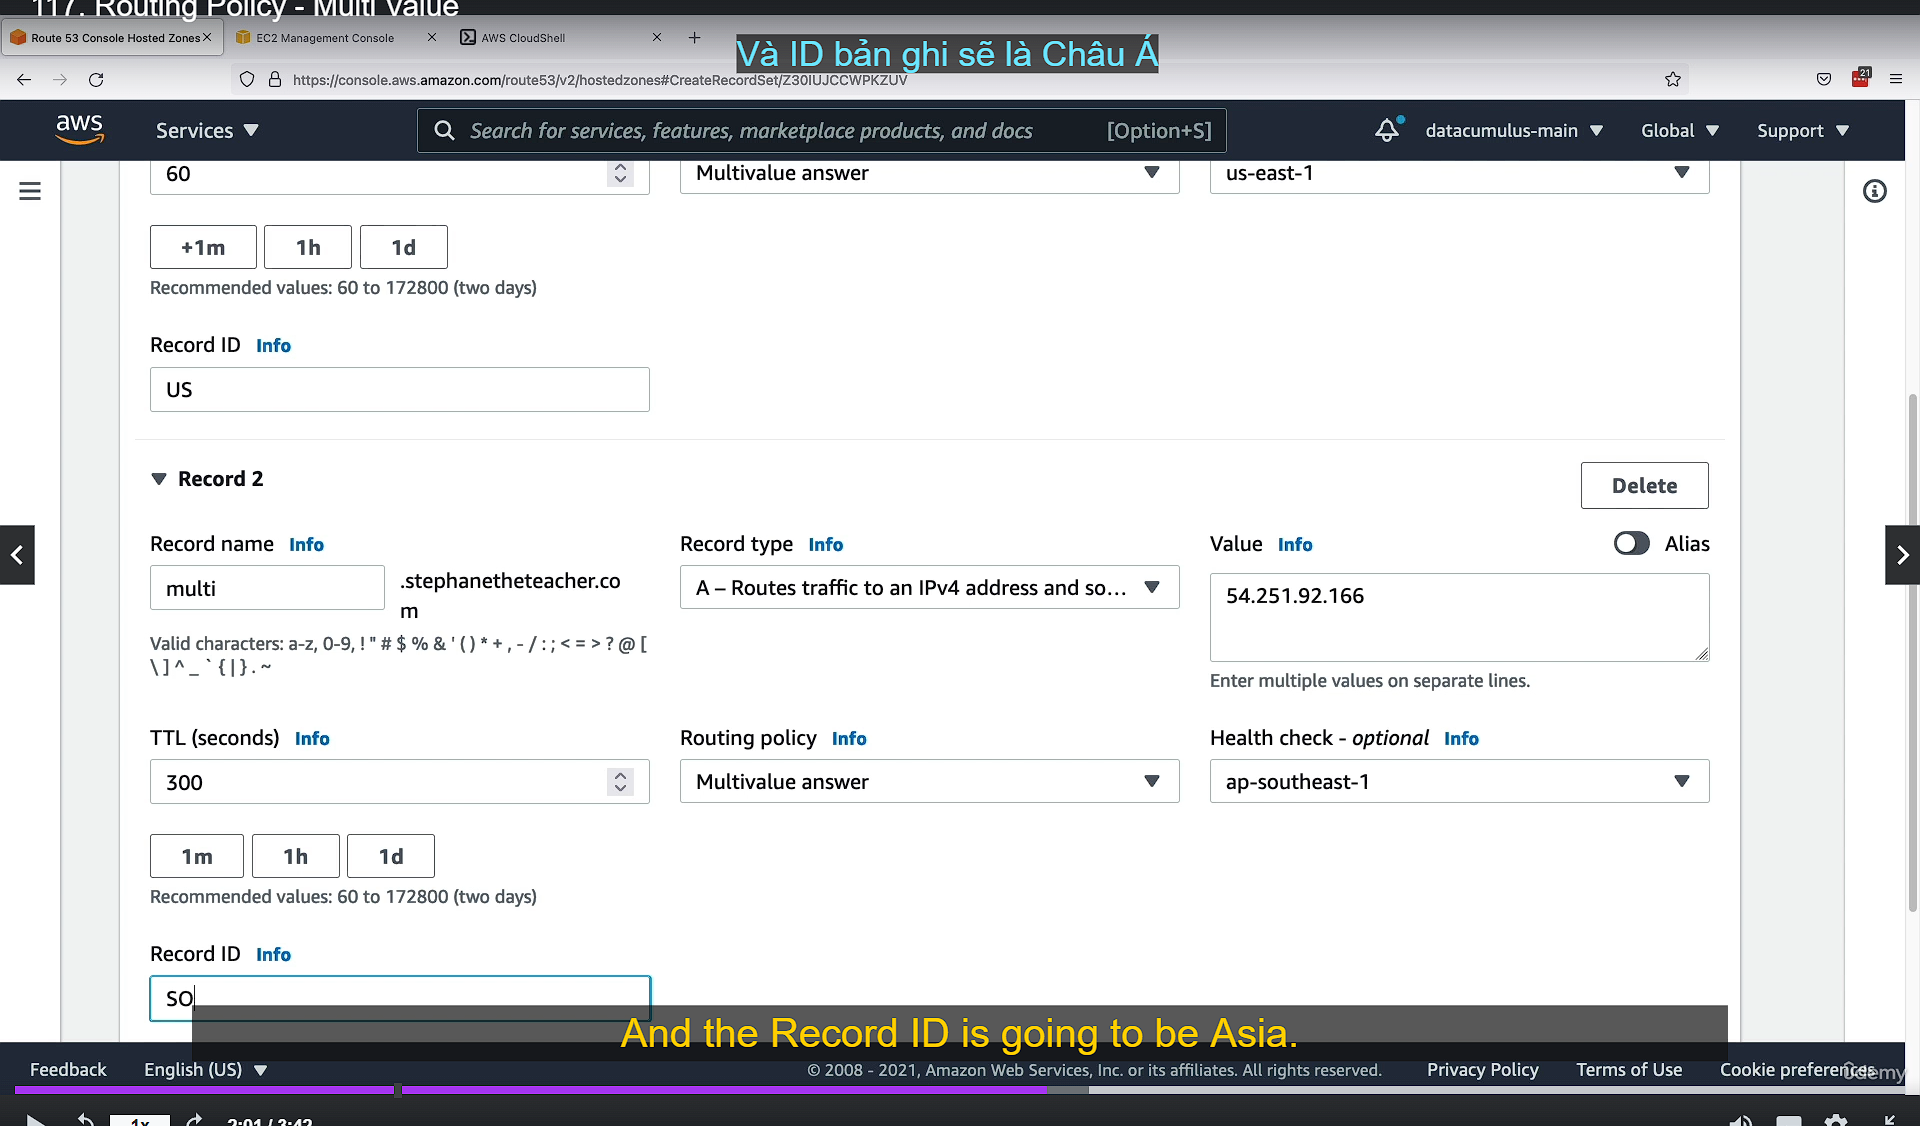 117. Routing Policy - Multi Value
Route 53 Console Hosted Zones
EC2 Management Console
AWS CloudShell
Và ID bản ghi sẽ là Châu Á
https://console.aws.amazon.com/route53/v2/hostedzones#CreateRecordSet/Z30IUJCCWPKZUV
21
aws
Services
Search for services, features, marketplace products, and docs
[Option+S]
datacumulus-main
Global
Support
60
Multivalue answer
us-east-1
+1m
1h
1d
Recommended values: 60 to 172800 (two days)
Record ID Info
US
Record 2
Delete
Record name Info
Record type Info
Value Info
Alias
multi
.stephanetheteacher.co
m
A – Routes traffic to an IPv4 address and so...
54.251.92.166
Valid characters: a-z, 0-9, ! " # $ % & ' ( ) * + , - / : ; < = > ? @ [
\ ] ^ _ ` { | } . ~
Enter multiple values on separate lines.
TTL (seconds) Info
Routing policy Info
Health check - optional Info
300
Multivalue answer
ap-southeast-1
1m
1h
1d
Recommended values: 60 to 172800 (two days)
Record ID Info
SO
And the Record ID is going to be Asia.
Feedback
English (US)
© 2008 - 2021, Amazon Web Services, Inc. or its affiliates. All rights reserved.
Privacy Policy
Terms of Use
Cookie preferences
ûdemy
1x
2:01 / 3:42